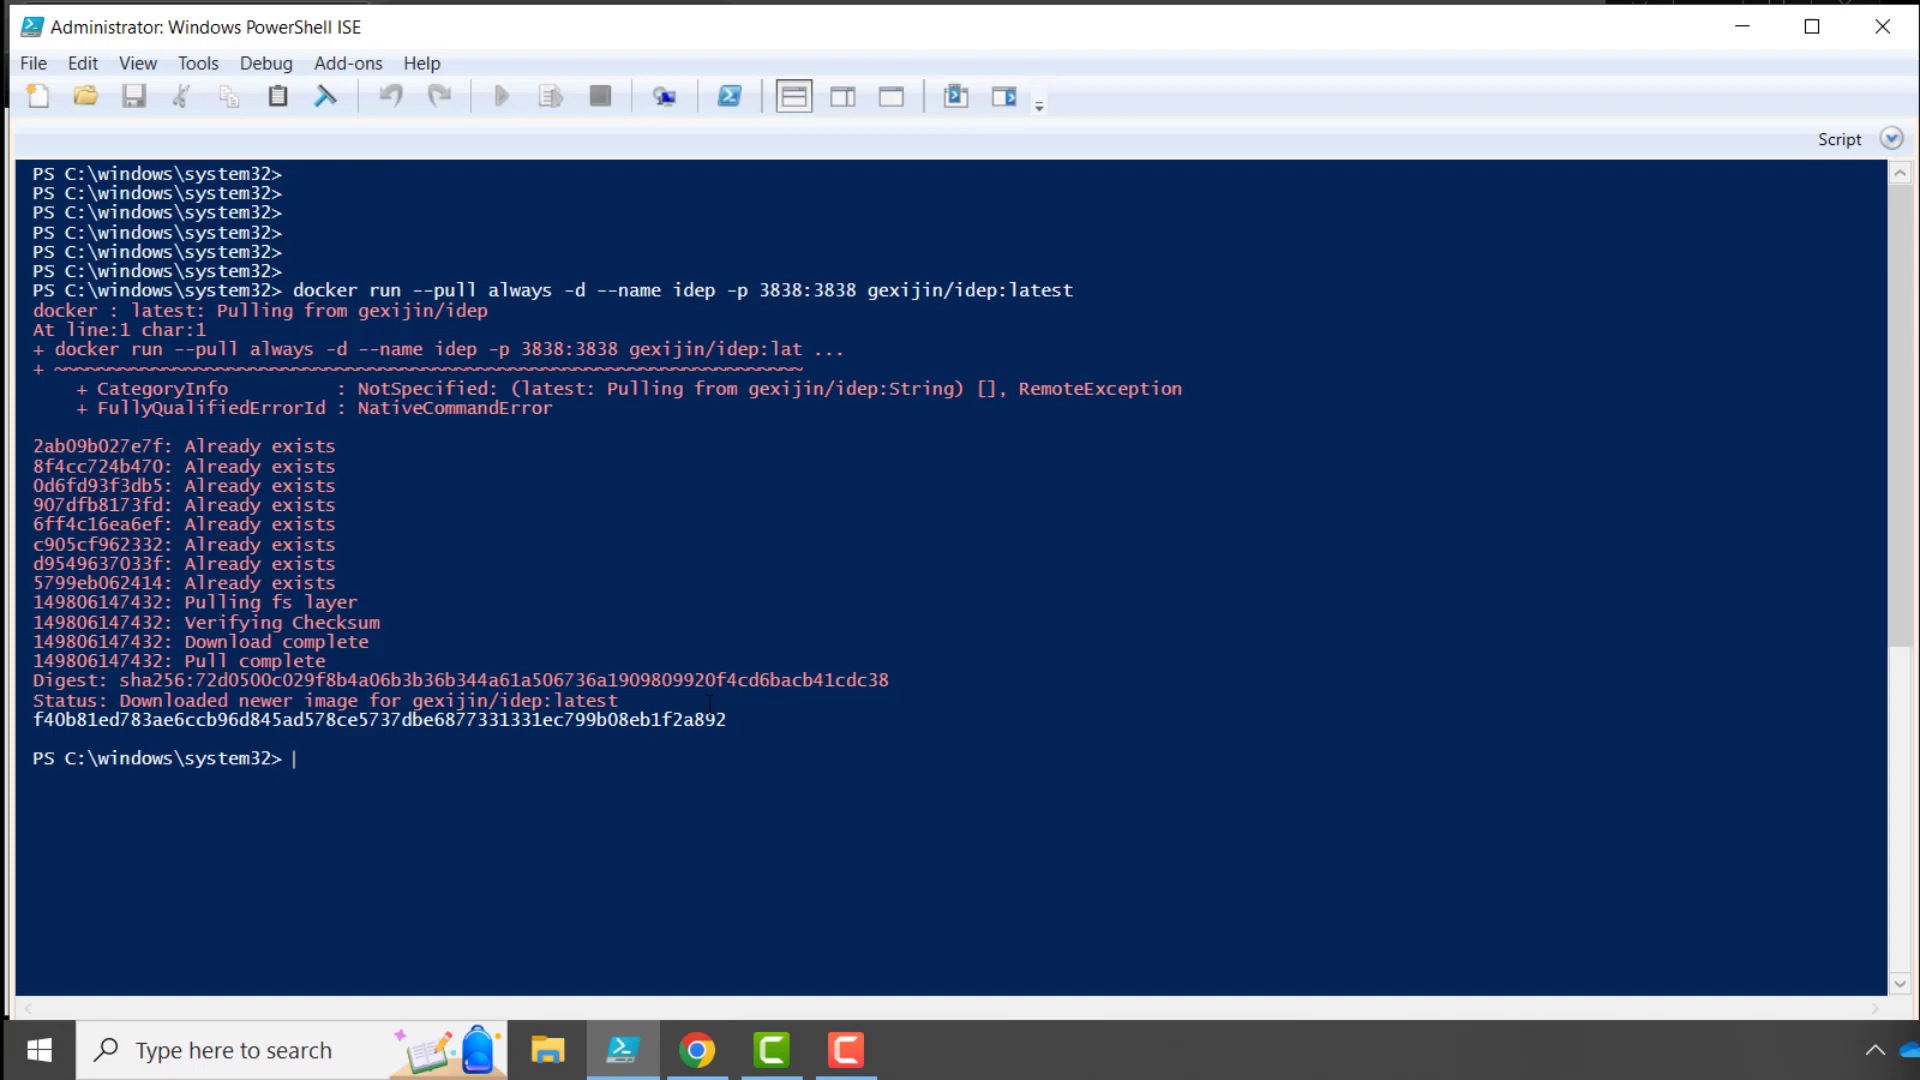 Administrator: Windows PowerShell ISE
File Edit View Tools Debug Add-ons Help
Script
PS C:\windows\system32>
PS C:\windows\system32>
PS C:\windows\system32>
PS C:\windows\system32>
PS C:\windows\system32>
PS C:\windows\system32>
PS C:\windows\system32> docker run --pull always -d --name idep -p 3838:3838 gexijin/idep:latest
docker : latest: Pulling from gexijin/idep
At line:1 char:1
+ docker run --pull always -d --name idep -p 3838:3838 gexijin/idep:lat ...
+ ~~~~~~~~~~~~~~~~~~~~~~~~~~~~~~~~~~~~~~~~~~~~~~~~~~~~~~~~~~~~~~~~~~~~~
+ CategoryInfo : NotSpecified: (latest: Pulling from gexijin/idep:String) [], RemoteException
+ FullyQualifiedErrorId : NativeCommandError
2ab09b027e7f: Already exists
8f4cc724b470: Already exists
0d6fd93f3db5: Already exists
907dfb8173fd: Already exists
6ff4c16ea6ef: Already exists
c905cf962332: Already exists
d9549637033f: Already exists
5799eb062414: Already exists
149806147432: Pulling fs layer
149806147432: Verifying Checksum
149806147432: Download complete
149806147432: Pull complete
Digest: sha256:72d0500c029f8b4a06b3b36b344a61a506736a1909809920f4cd6bacb41cdc38
Status: Downloaded newer image for gexijin/idep:latest
f40b81ed783ae6ccb96d845ad578ce5737dbe6877331331ec799b08eb1f2a892
PS C:\windows\system32>
Type here to search